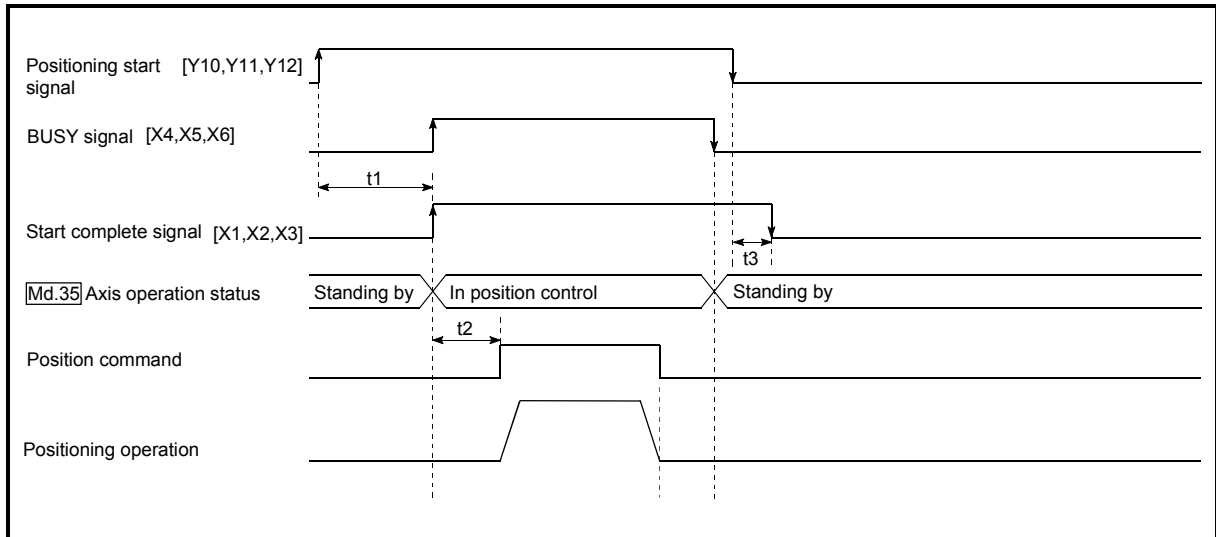 Positioning start [Y10,Y11,Y12]
signal
BUSY signal [X4,X5,X6]
t1
Start complete signal [X1,X2,X3]
t3
Md.35 Axis operation status Standing by In position control Standing by
t2
Position command
Positioning operation